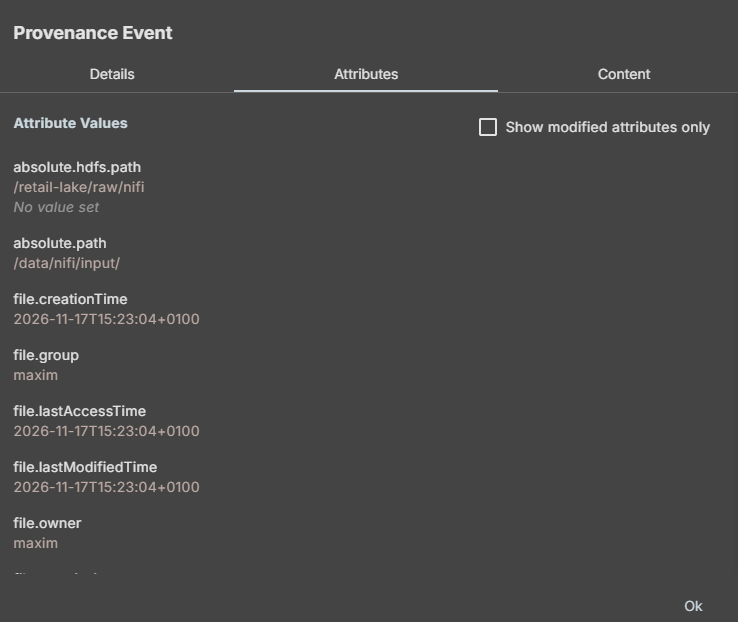 Provenance Event
Details
Attributes
Content
Attribute Values
Show modified attributes only
absolute.hdfs.path
/retail-lake/raw/nifi
No value set
absolute.path
/data/nifi/input/
file.creationTime
2026-11-17T15:23:04+0100
file.group
maxim
file.lastAccessTime
2026-11-17T15:23:04+0100
file.lastModifiedTime
2026-11-17T15:23:04+0100
file.owner
maxim
Ok